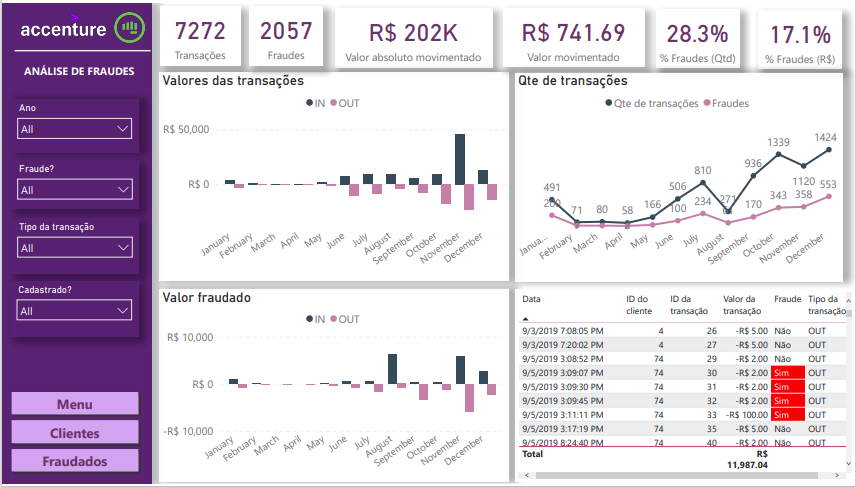 accenture
ANÁLISE DE FRAUDES
Ano
All
Fraude?
All
Tipo da transação
All
Cadastrado?
All
Menu
Clientes
Fraudados
7272
Transações
2057
Fraudes
R$ 202K
Valor absoluto movimentado
R$ 741.69
Valor movimentado
28.3%
% Fraudes (Qtd)
17.1%
% Fraudes (R$)
Valores das transações
IN OUT
R$ 50,000
R$ 0
January February March April May June July August September October November December
Qte de transações
Qte de transações Fraudes
491 71 80 58 166 506 810 271 936 1339 1120 1424
100 234 170 343 358 553
Janua... February March April May June July August September October November December
Valor fraudado
IN OUT
R$ 10,000
R$ 0
-R$ 10,000
January February March April May June July August September October November December
Data ID do cliente ID da transação Valor da transação Fraude Tipo da transação
9/3/2019 7:08:05 PM 4 26 -R$ 5.00 Não OUT
9/3/2019 7:20:02 PM 4 27 -R$ 5.00 Não OUT
9/5/2019 3:08:52 PM 74 29 -R$ 2.00 Não OUT
9/5/2019 3:09:07 PM 74 30 -R$ 2.00 Sim OUT
9/5/2019 3:09:30 PM 74 31 -R$ 2.00 Sim OUT
9/5/2019 3:09:45 PM 74 32 -R$ 2.00 Sim OUT
9/5/2019 3:11:11 PM 74 33 -R$ 100.00 Sim OUT
9/5/2019 3:17:19 PM 74 35 -R$ 5.00 Não OUT
9/5/2019 8:24:40 PM 74 40 -R$ 2.00 Não OUT
Total R$ 11,987.04